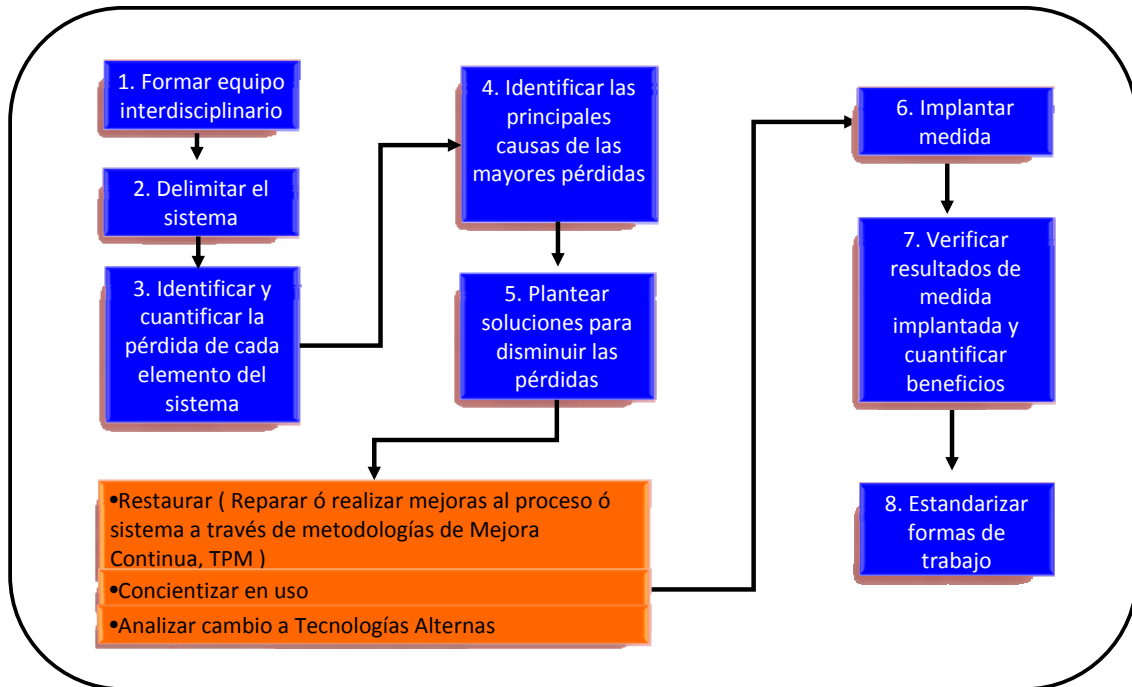 1. Formar equipo
interdisciplinario
2. Delimitar el
sistema
3. Identificar y
cuantificar la
pérdida de cada
elemento del
sistema
4. Identificar las
principales
causas de las
mayores pérdidas
5. Plantear
soluciones para
disminuir las
pérdidas
•Restaurar ( Reparar ó realizar mejoras al proceso ó
sistema a través de metodologías de Mejora
Continua, TPM )
•Concientizar en uso
•Analizar cambio a Tecnologías Alternas
6. Implantar
medida
7. Verificar
resultados de
medida
implantada y
cuantificar
beneficios
8. Estandarizar
formas de
trabajo